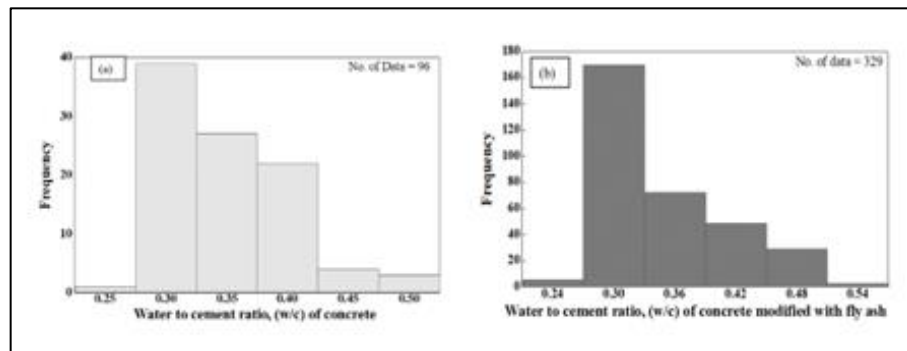 (a)
No. of Data = 96
40
30
20
10
0
Frequency
0.25 0.30 0.35 0.40 0.45 0.50
Water to cement ratio, (w/c) of concrete
(b)
No. of data = 329
180
160
140
120
100
80
60
40
20
0
Frequency
0.24 0.30 0.36 0.42 0.48 0.54
Water to cement ratio, (w/c) of concrete modified with fly ash